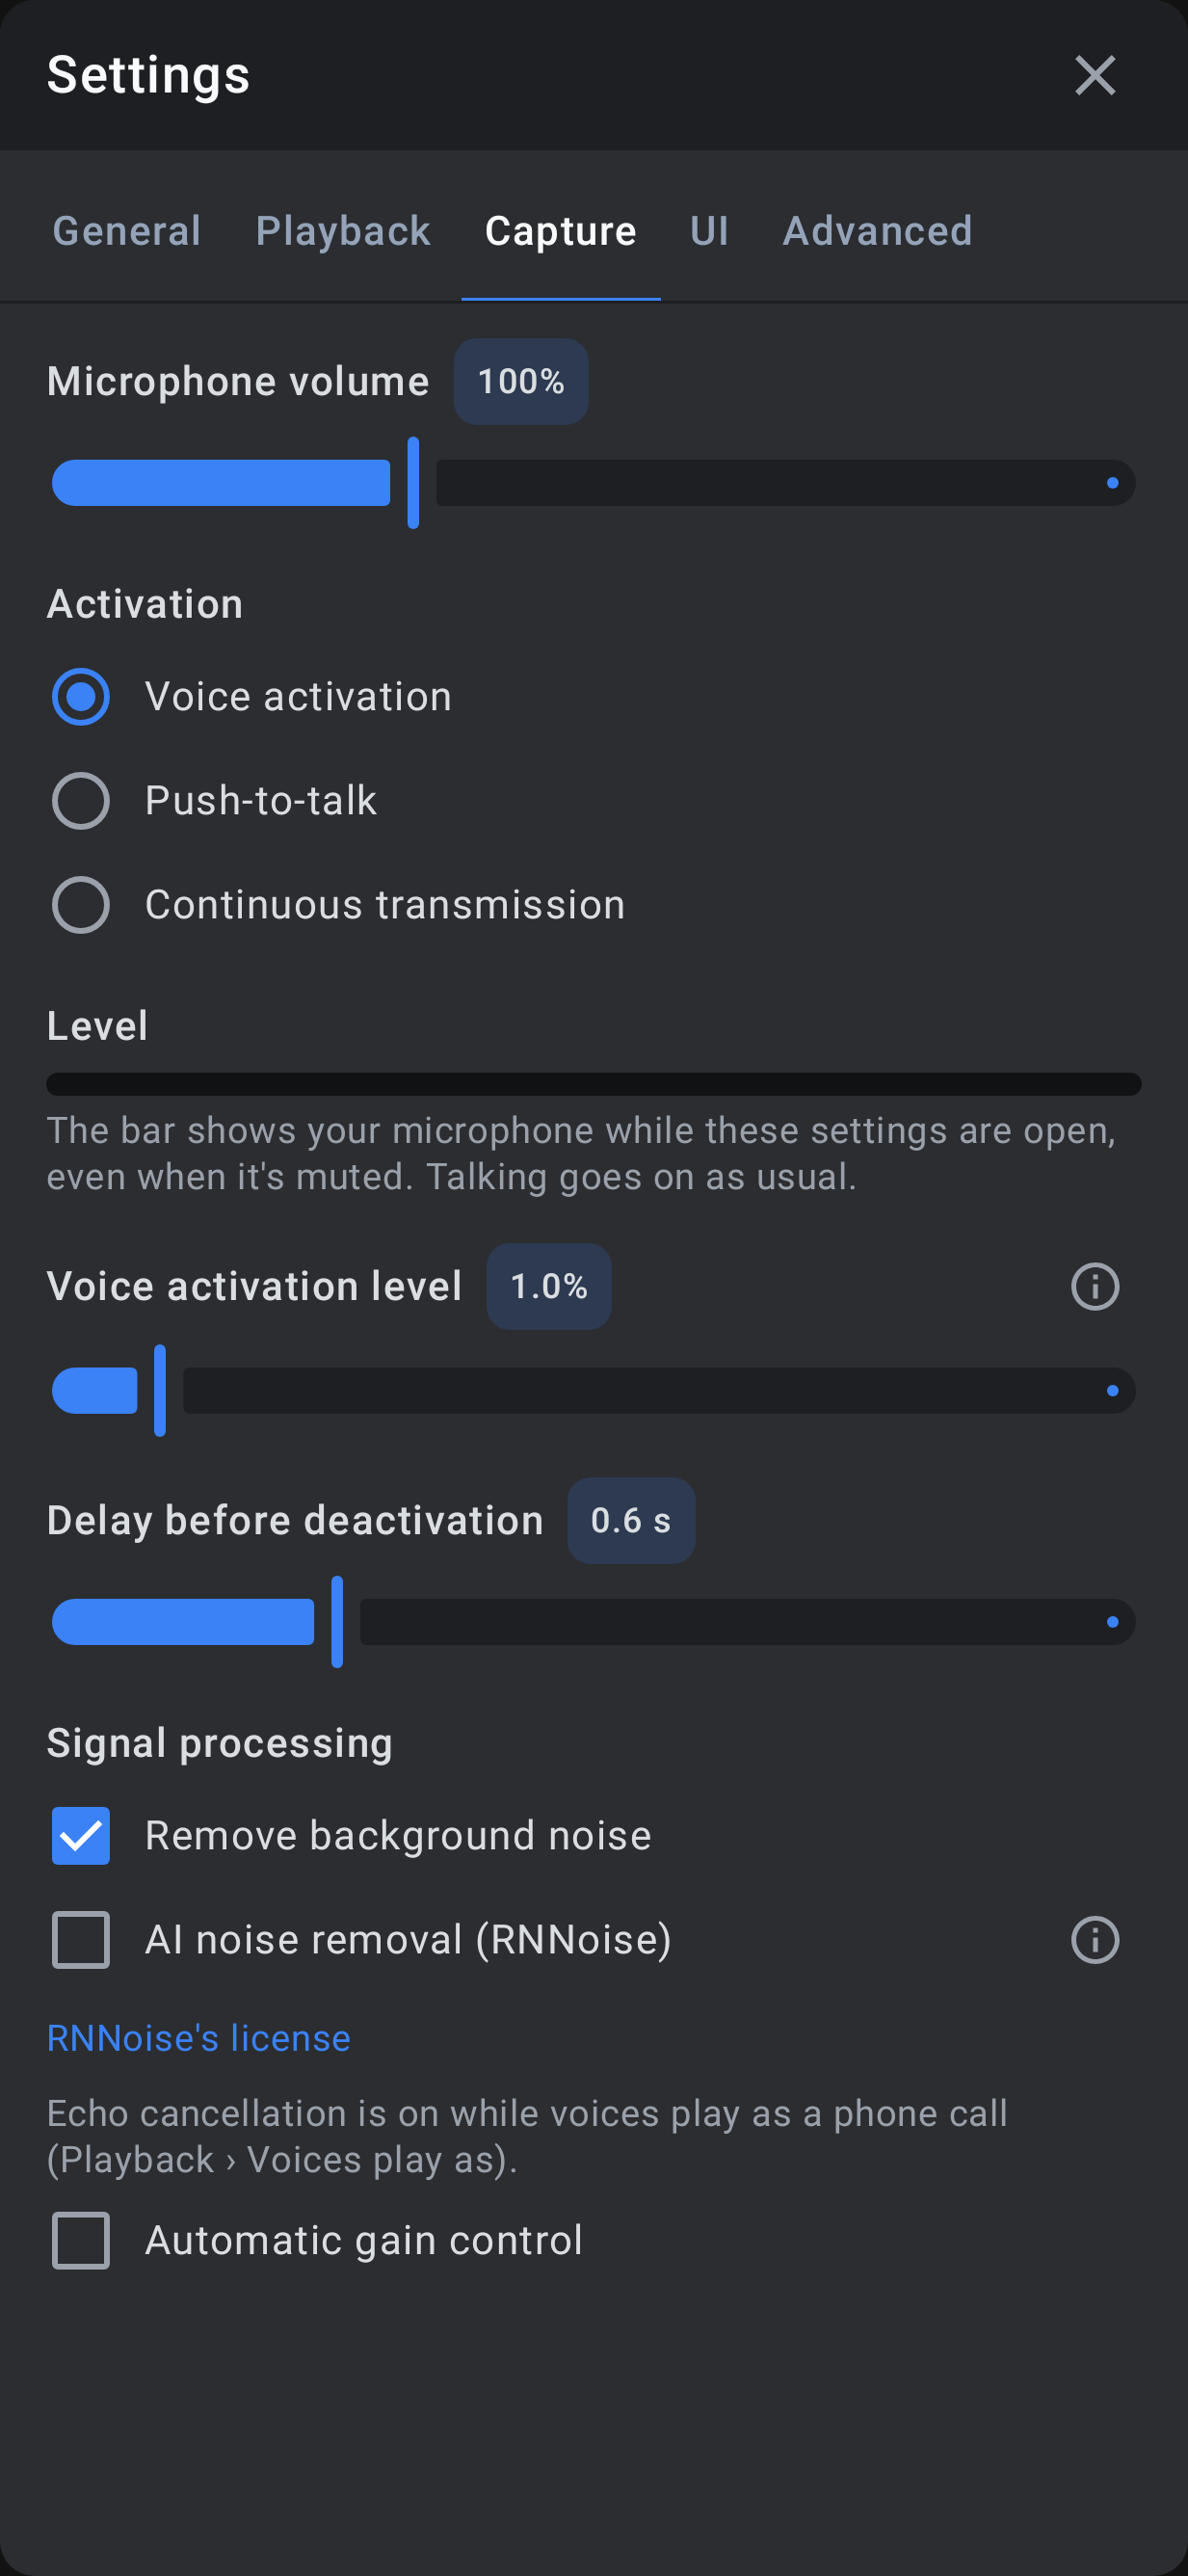 Settings
General Playback Capture UI Advanced
Microphone volume 100%
Activation
Voice activation
Push-to-talk
Continuous transmission
Level
The bar shows your microphone while these settings are open,
even when it's muted. Talking goes on as usual.
Voice activation level 1.0%
Delay before deactivation 0.6 s
Signal processing
Remove background noise
AI noise removal (RNNoise)
RNNoise's license
Echo cancellation is on while voices play as a phone call
(Playback › Voices play as).
Automatic gain control